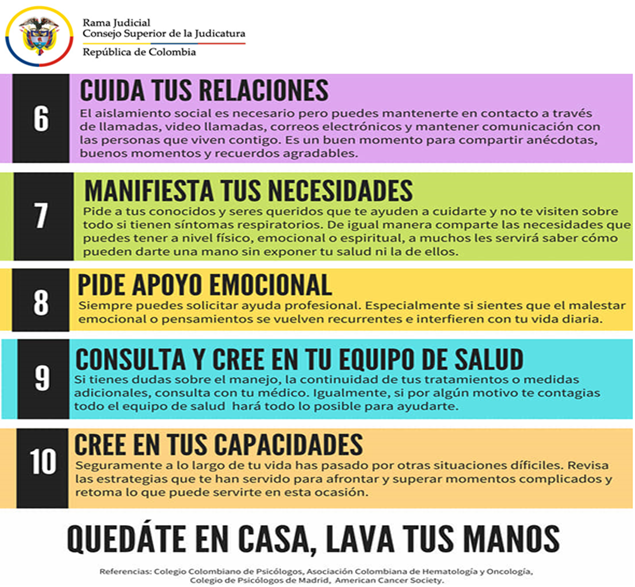 Rama Judicial
Consejo Superior de la Judicatura
República de Colombia
6
CUIDA TUS RELACIONES
El aislamiento social es necesario pero puedes mantenerte en contacto a través
de llamadas, video llamadas, correos electrónicos y mantener comunicación con
las personas que viven contigo. Es un buen momento para compartir anécdotas,
buenos momentos y recuerdos agradables.
7
MANIFIESTA TUS NECESIDADES
Pide a tus conocidos y seres queridos que te ayuden a cuidarte y no te visiten sobre
todo si tienen síntomas respiratorios. De igual manera comparte las necesidades que
puedes tener a nivel físico, emocional o espiritual, a muchos les servirá saber cómo
pueden darte una mano sin exponer tu salud ni la de ellos.
8
PIDE APOYO EMOCIONAL
Siempre puedes solicitar ayuda profesional. Especialmente si sientes que el malestar
emocional o pensamientos se vuelven recurrentes e interfieren con tu vida diaria.
9
CONSULTA Y CREE EN TU EQUIPO DE SALUD
Si tienes dudas sobre el manejo, la continuidad de tus tratamientos o medidas
adicionales, consulta con tu médico. Igualmente, si por algún motivo te contagias
todo el equipo de salud hará todo lo posible para ayudarte.
10
CREE EN TUS CAPACIDADES
Seguramente a lo largo de tu vida has pasado por otras situaciones díficiles. Revisa
las estrategias que te han servido para afrontar y superar momentos complicados y
retoma lo que puede servirte en esta ocasión.
QUEDÁTE EN CASA, LAVA TUS MANOS
Referencias: Colegio Colombiano de Psicólogos, Asociación Colombiana de Hematología y Oncología,
Colegio de Psicólogos de Madrid, American Cancer Society.